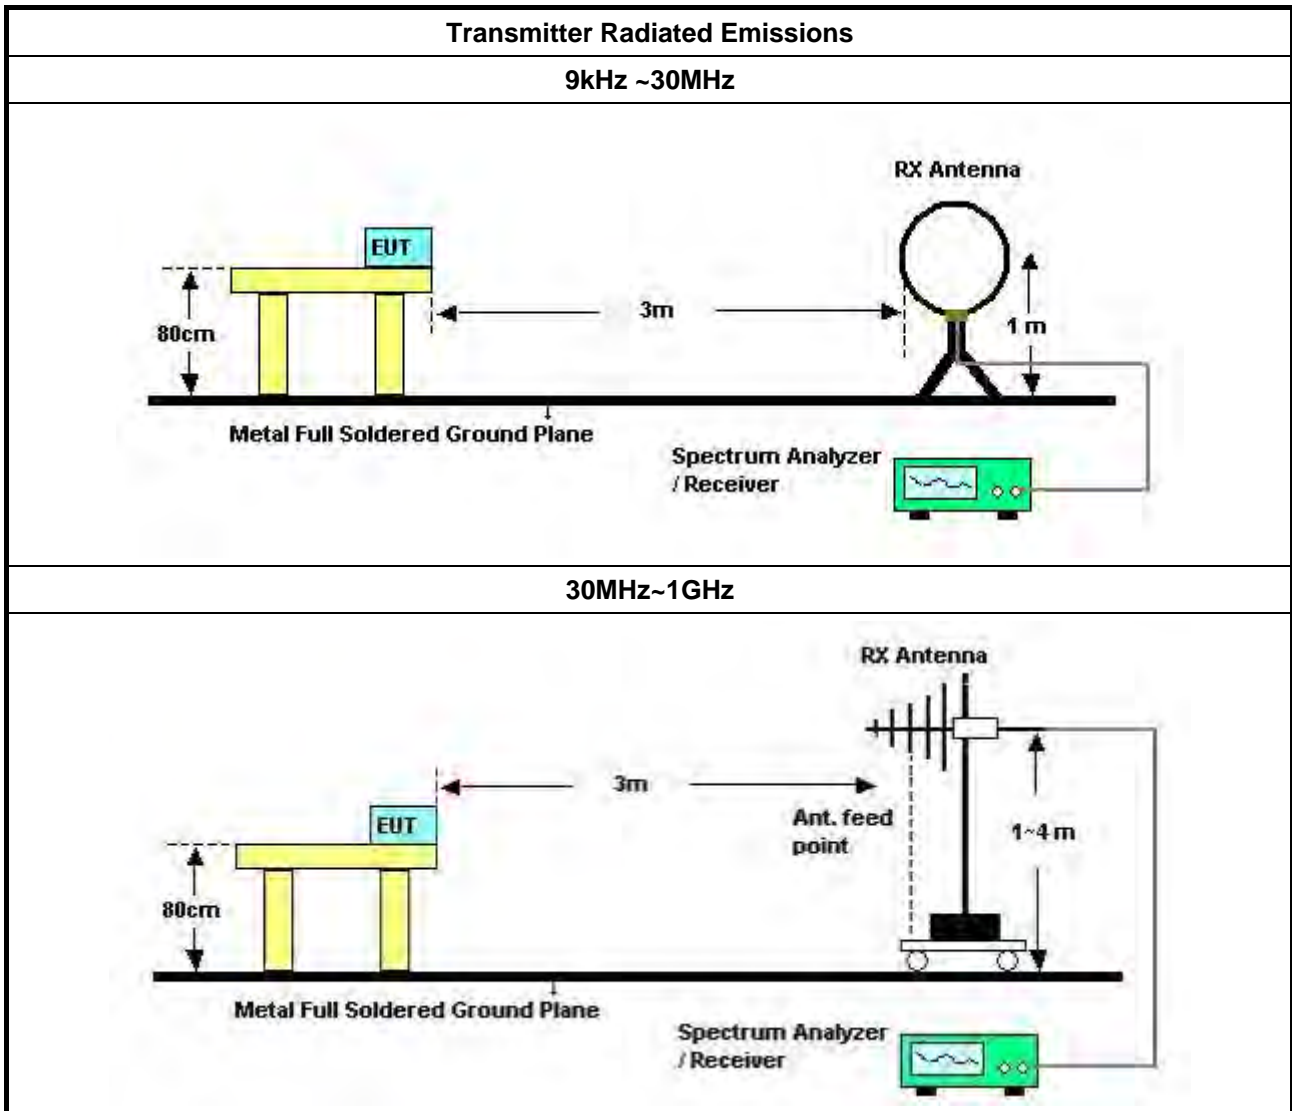 Transmitter Radiated Emissions
9kHz ~30MHz
RX Antenna
EUT
3m
80cm
1 m
Metal Full Soldered Ground Plane
Spectrum Analyzer
/ Receiver
30MHz~1GHz
RX Antenna
3m
Ant. feed
point
EUT
1~4 m
80cm
Metal Full Soldered Ground Plane
Spectrum Analyzer
/ Receiver